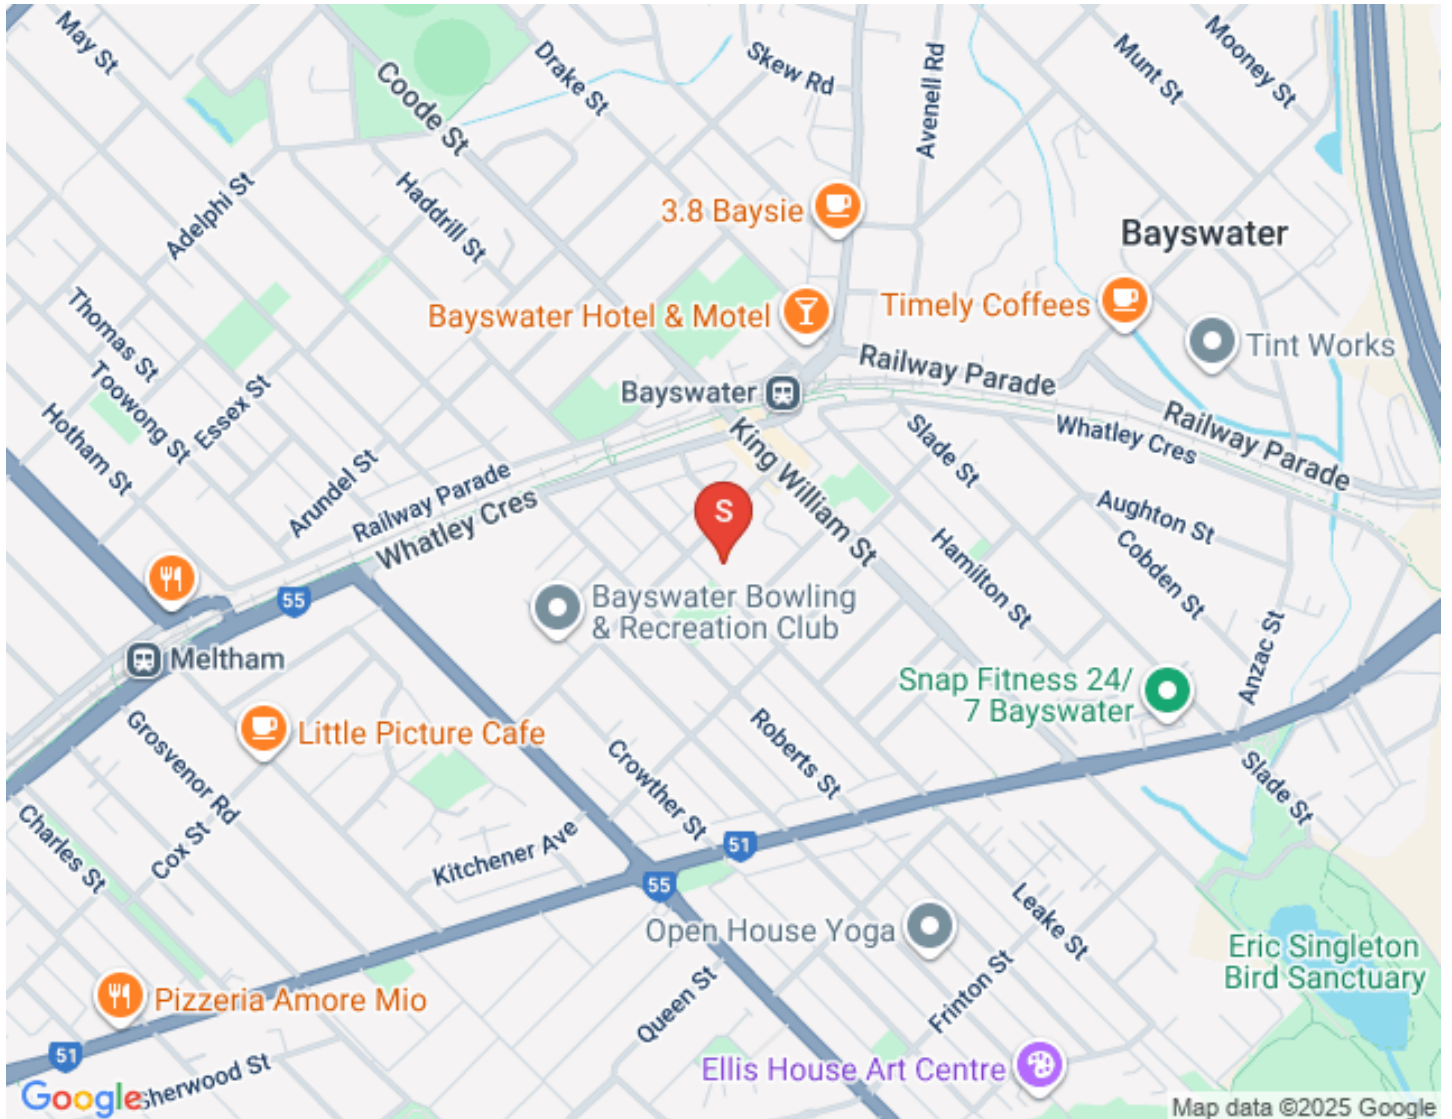 May St
Coode St
Drake St
Skew Rd
Avenell Rd
Munt St
Mooney St
Adelphi St
Haddrill St
3.8 Baysie
Bayswater
Bayswater Hotel & Motel
Timely Coffees
Tint Works
Thomas St
Toowong St
Essex St
Hotham St
Arundel St
Bayswater
Railway Parade
Railway Parade
Whatley Cres
King William St
Slade St
Railway Parade
Whatley Cres
S
Aughton St
Cobden St
Hamilton St
55
Bayswater Bowling
& Recreation Club
Meltham
Anzac St
Snap Fitness 24/
7 Bayswater
Little Picture Cafe
Grosvenor Rd
Roberts St
Crowther St
Slade St
Charles St
Cox St
Kitchener Ave
51
55
Leake St
Open House Yoga
Eric Singleton
Bird Sanctuary
Pizzeria Amore Mio
Queen St
Frinton St
51
Ellis House Art Centre
Sherwood St
Google
Map data ©2025 Google